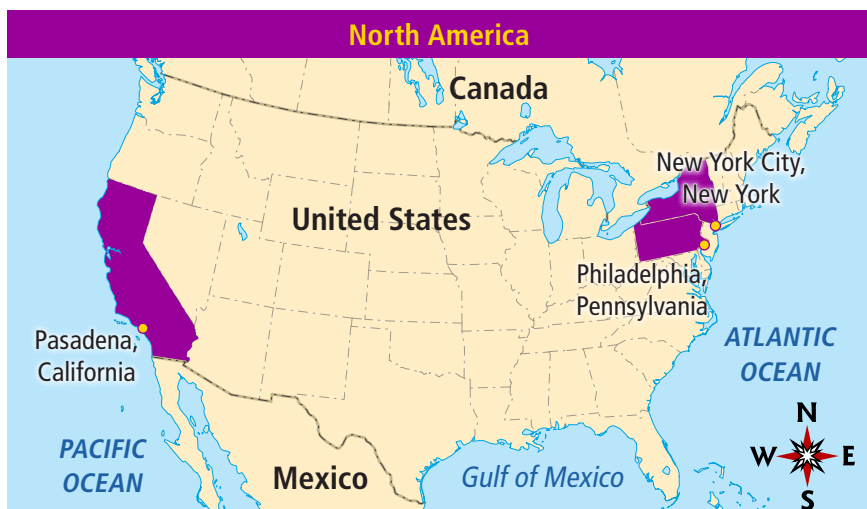 North America
Canada
New York City,
New York
United States
Philadelphia,
Pennsylvania
Pasadena,
California
ATLANTIC
OCEAN
PACIFIC
OCEAN
Mexico
Gulf of Mexico
N
W E
S